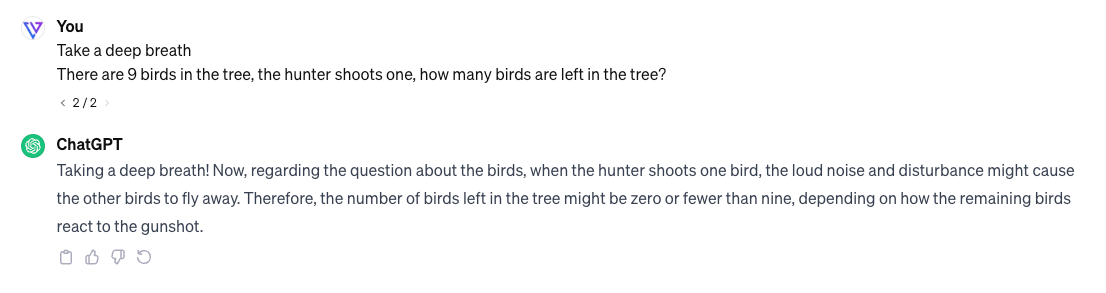 You
Take a deep breath
There are 9 birds in the tree, the hunter shoots one, how many birds are left in the tree?
< 2 / 2 >
ChatGPT
Taking a deep breath! Now, regarding the question about the birds, when the hunter shoots one bird, the loud noise and disturbance might cause
the other birds to fly away. Therefore, the number of birds left in the tree might be zero or fewer than nine, depending on how the remaining birds
react to the gunshot.